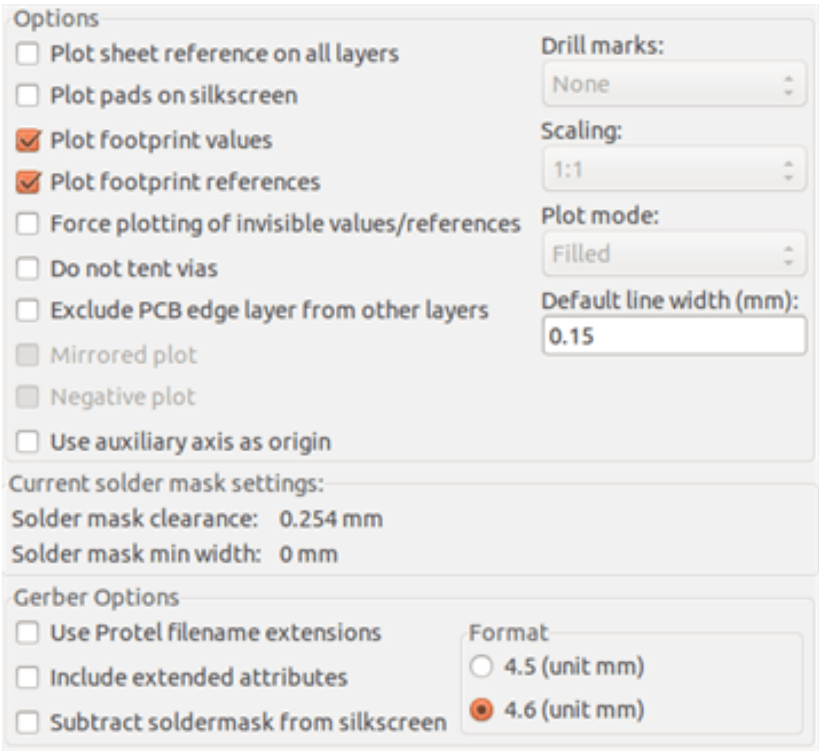 Options
Plot sheet reference on all layers
Plot pads on silkscreen
Plot footprint values
Plot footprint references
Force plotting of invisible values/references
Do not tent vias
Exclude PCB edge layer from other layers
Mirrored plot
Negative plot
Use auxiliary axis as origin
Drill marks:
None
Scaling:
1:1
Plot mode:
Filled
Default line width (mm):
0.15
Current solder mask settings:
Solder mask clearance: 0.254 mm
Solder mask min width: 0 mm
Gerber Options
Use Protel filename extensions
Include extended attributes
Subtract soldermask from silkscreen
Format
4.5 (unit mm)
4.6 (unit mm)